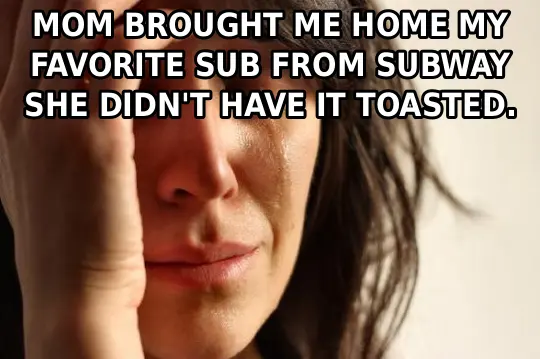 MOM BROUGHT ME HOME MY
FAVORITE SUB FROM SUBWAY
SHE DIDN'T HAVE IT TOASTED.